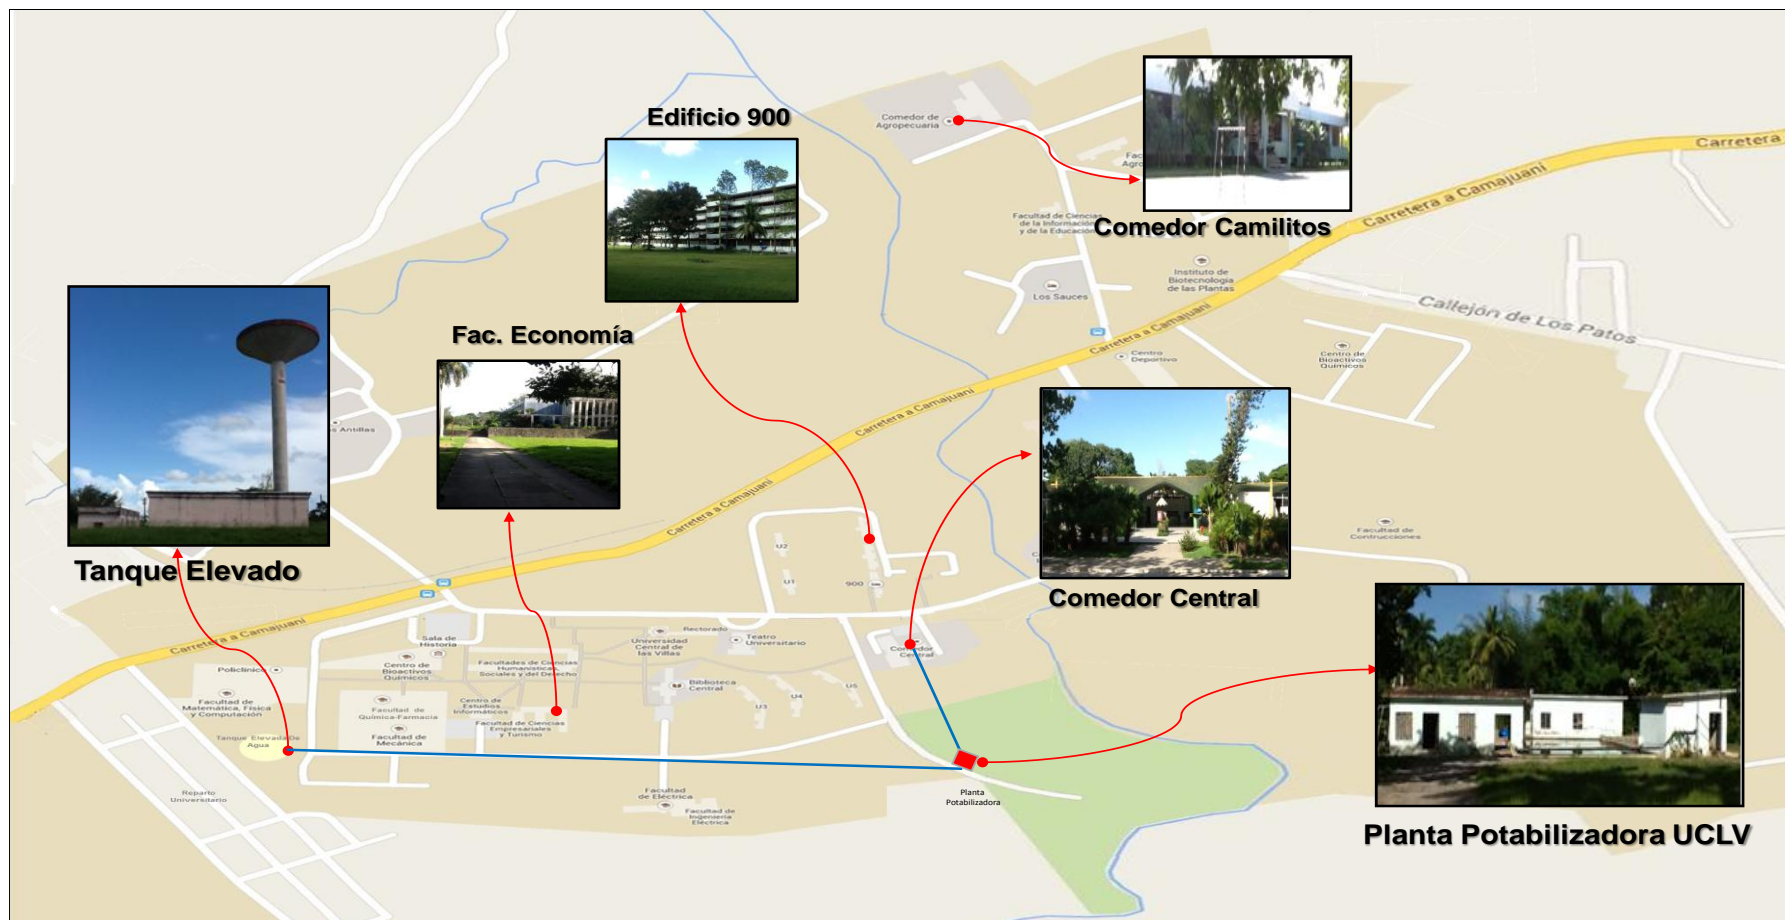 Edificio 900
Comedor de
Agropecuaria
Carretera
Carretera a Camajuani
Facultad de Ciencias
de la Información
y de la Educación
Comedor Camilitos
Instituto de
Biotecnología
de las Plantas
Los Sauces
Callejón de Los Patos
Fac. Economía
Carretera a Camajuani
Centro
Deportivo
Centro de
Bioactivos
Químicos
Antillas
Carretera a Camajuani
Carretera a Camajuani
Facultad de
Contrucciones
Tanque Elevado
U2
U1
900
Comedor Central
Carretera a Camajuani
Sala de
Historia
Rectorado
Universidad
Central de
las Villas
Teatro
Universitario
Comedor
Central
Policlínico
Centro de
Bioactivos
Químicos
Facultades de Ciencias
Humanísticas,
Sociales y del Derecho
Biblioteca
Central
U4
U5
U3
Facultad de
Matemática, Física
y Computación
Facultad de
Química-Farmacia
Centro de
Estudios
Informáticos
Facultad de Ciencias
Empresariales
y Turismo
Facultad de
Mecánica
Tanque Elevado De
Agua
Reparto
Universitario
Facultad
de Eléctrica
Facultad de
Ingeniería
Eléctrica
Planta
Potabilizadora
Planta Potabilizadora UCLV